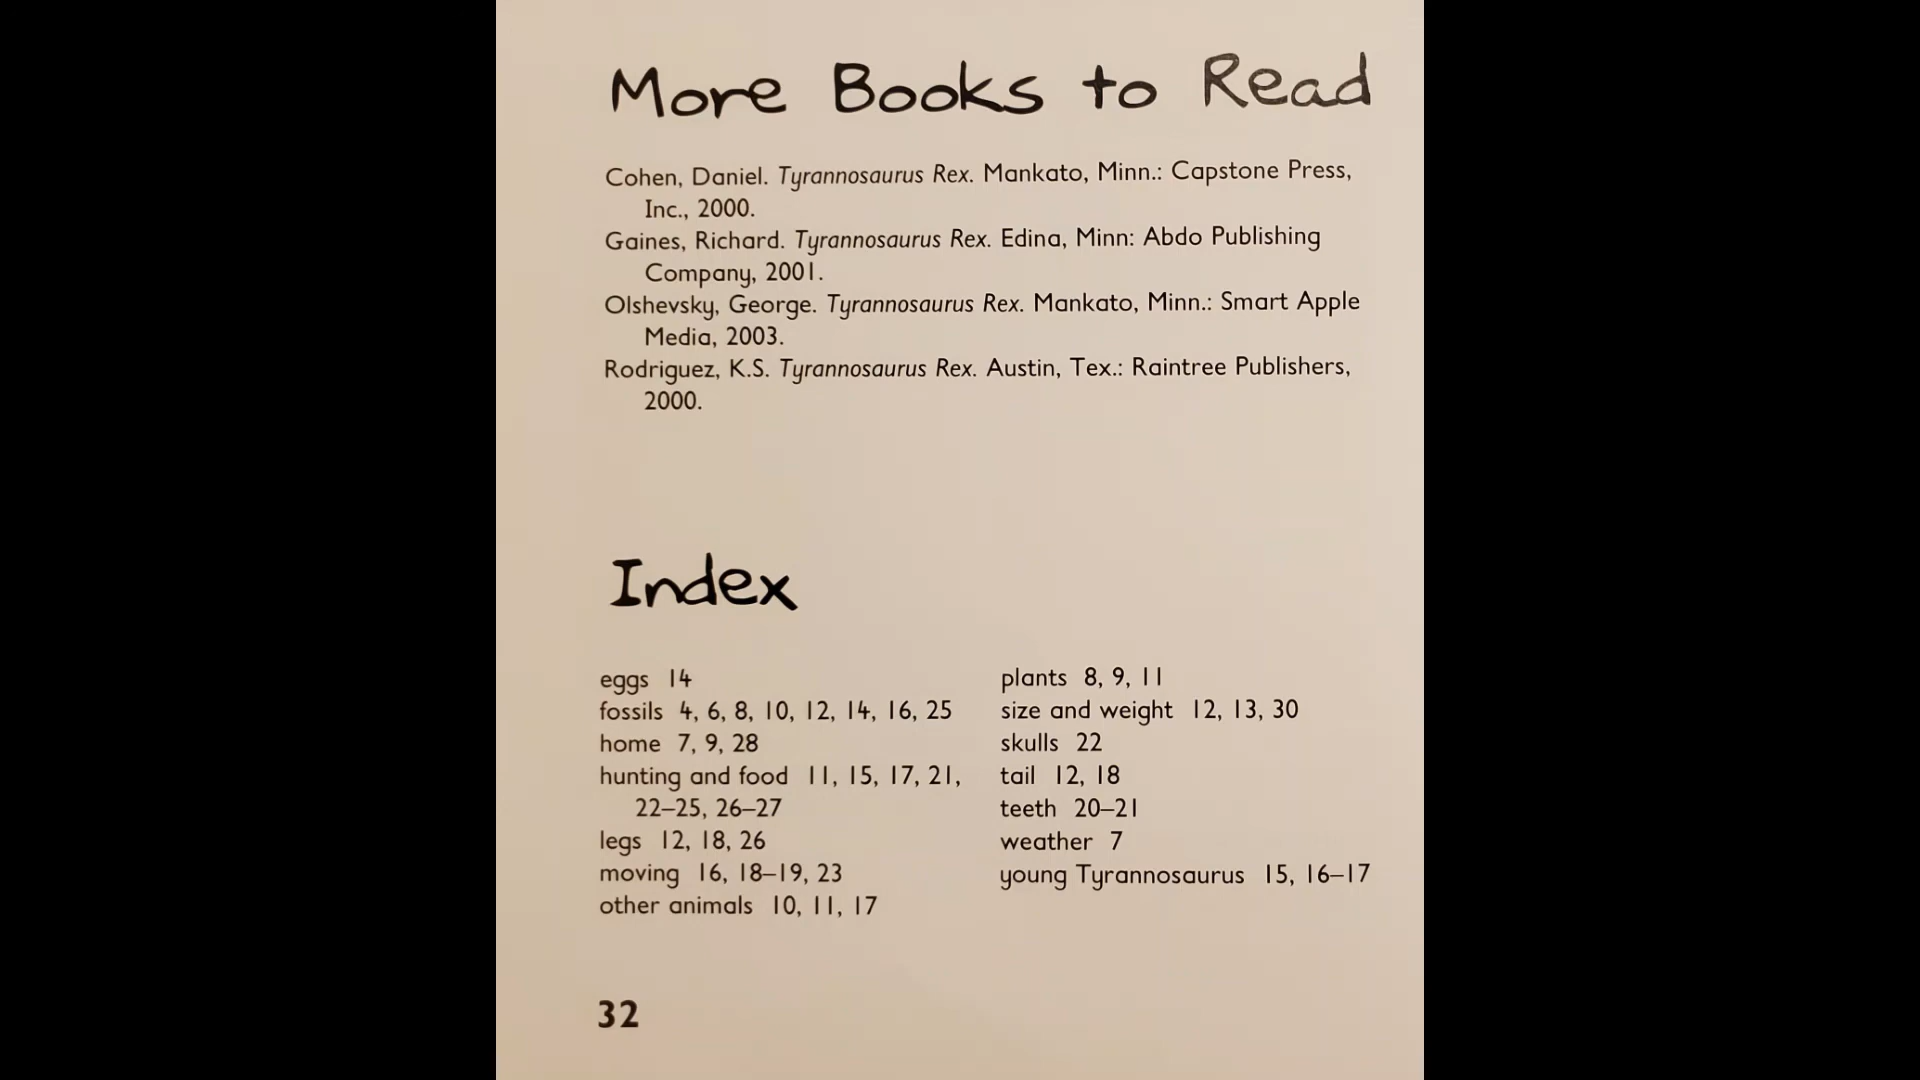 More Books to Read
Cohen, Daniel. Tyrannosaurus Rex. Mankato, Minn.: Capstone Press,
Inc., 2000.
Gaines, Richard. Tyrannosaurus Rex. Edina, Minn: Abdo Publishing
Company, 2001.
Olshevsky, George. Tyrannosaurus Rex. Mankato, Minn.: Smart Apple
Media, 2003.
Rodriguez, K.S. Tyrannosaurus Rex. Austin, Tex.: Raintree Publishers,
2000.
Index
eggs 14
fossils 4, 6, 8, 10, 12, 14, 16, 25
home 7, 9, 28
hunting and food 11, 15, 17, 21,
22–25, 26–27
legs 12, 18, 26
moving 16, 18–19, 23
other animals 10, 11, 17
plants 8, 9, 11
size and weight 12, 13, 30
skulls 22
tail 12, 18
teeth 20–21
weather 7
young Tyrannosaurus 15, 16–17
32